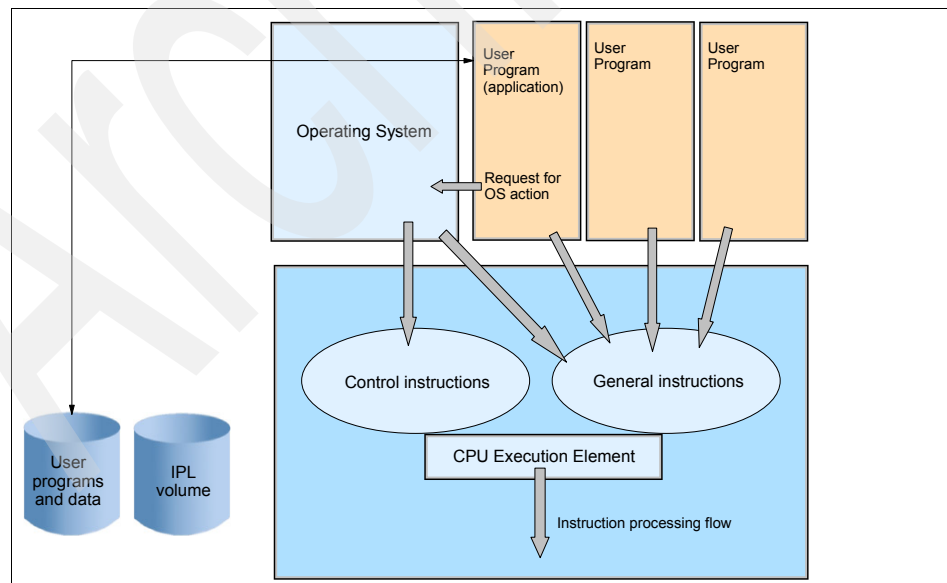 User
Program
(application)
User
Program
User
Program
Operating System
Request for
OS action
Control instructions
General instructions
CPU Execution Element
Instruction processing flow
User
programs
and data
IPL
volume